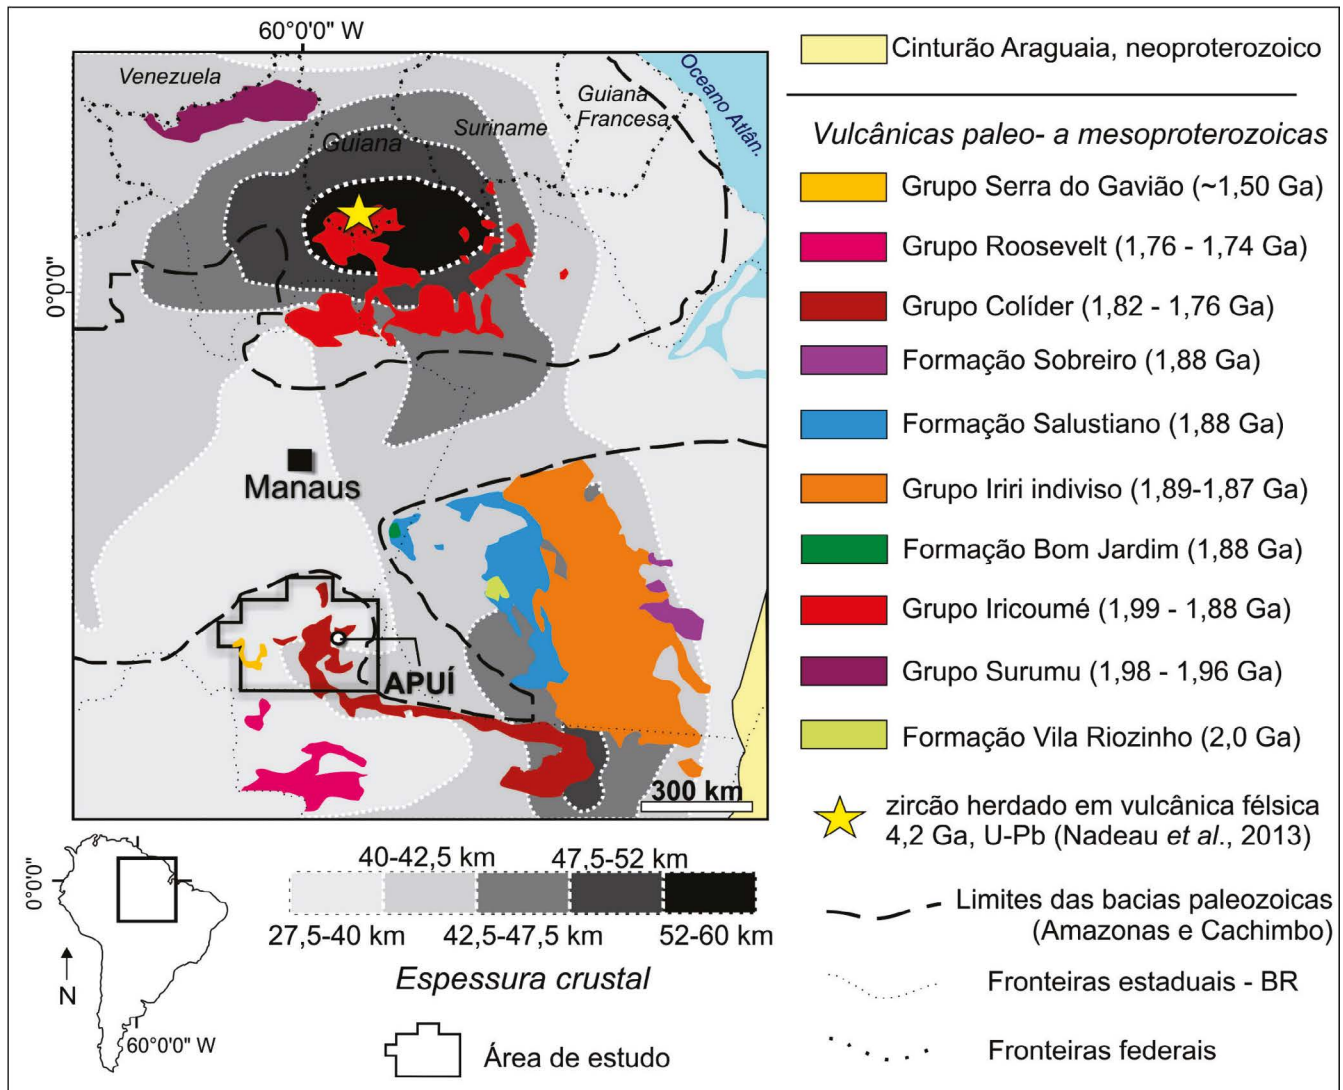 60°0'0" W
0°0'0"
Venezuela
Guiana
Suriname
Guiana
Francesa
Oceano Atlân.
Manaus
APUÍ
300 km
Cinturão Araguaia, neoproterozoico
Vulcânicas paleo- a mesoproterozoicas
Grupo Serra do Gavião (~1,50 Ga)
Grupo Roosevelt (1,76 - 1,74 Ga)
Grupo Colíder (1,82 - 1,76 Ga)
Formação Sobreiro (1,88 Ga)
Formação Salustiano (1,88 Ga)
Grupo Iriri indiviso (1,89-1,87 Ga)
Formação Bom Jardim (1,88 Ga)
Grupo Iricoumé (1,99 - 1,88 Ga)
Grupo Surumu (1,98 - 1,96 Ga)
Formação Vila Riozinho (2,0 Ga)
zircão herdado em vulcânica félsica
4,2 Ga, U-Pb (Nadeau et al., 2013)
Limites das bacias paleozoicas
(Amazonas e Cachimbo)
Fronteiras estaduais - BR
Fronteiras federais
0°0'0"
N
60°0'0" W
40-42,5 km 47,5-52 km
27,5-40 km 42,5-47,5 km 52-60 km
Espessura crustal
Área de estudo